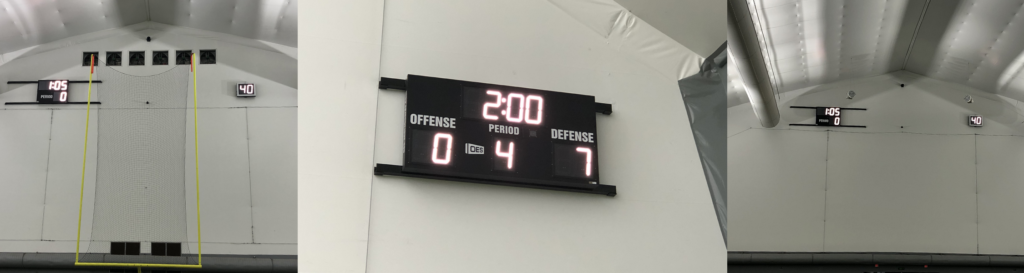 1:05
PERIOD 0
40
2:00
OFFENSE PERIOD DEFENSE
0 OES 4 7
1:05
PERIOD 0
40